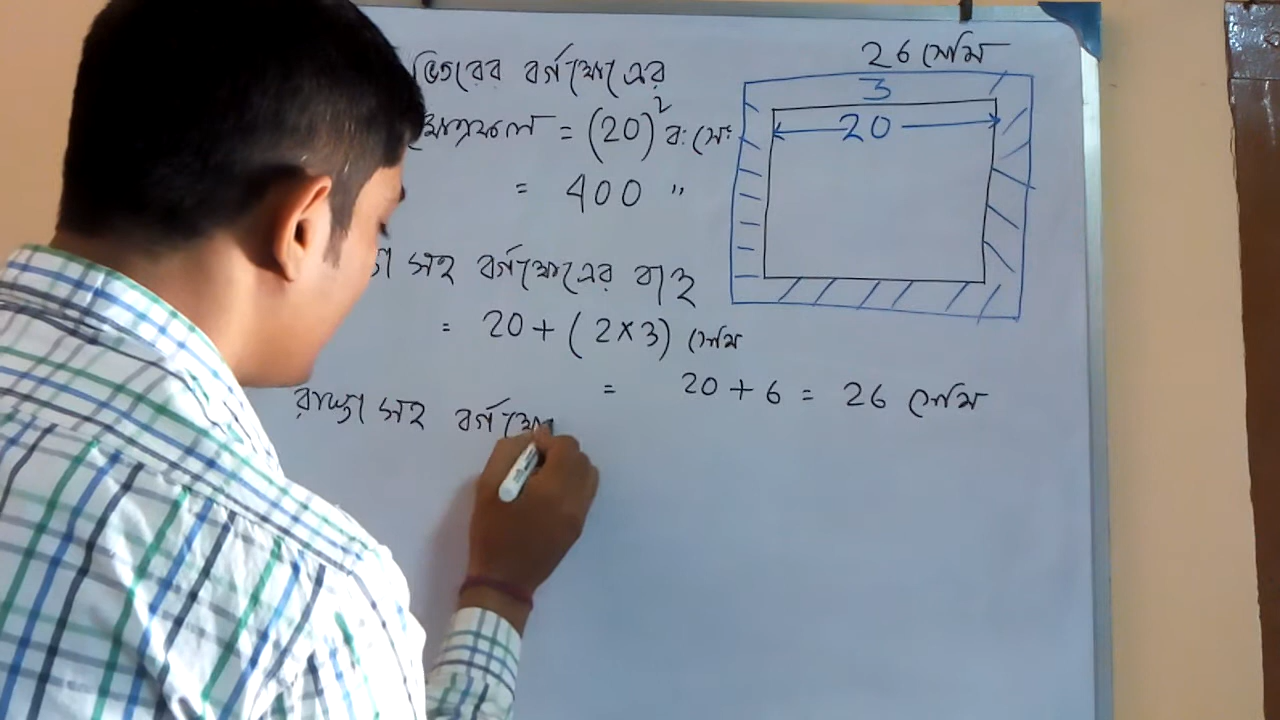 ভিতরের বর্গক্ষেত্রের
ক্ষেত্রফল = (20)² ব: সে:
= 400 "
সহ বর্গক্ষেত্রের বাহু
= 20 + (2×3) সেমি
= 20 + 6 = 26 সেমি
রাস্তা সহ বর্গক্ষে
26 সেমি
3
20